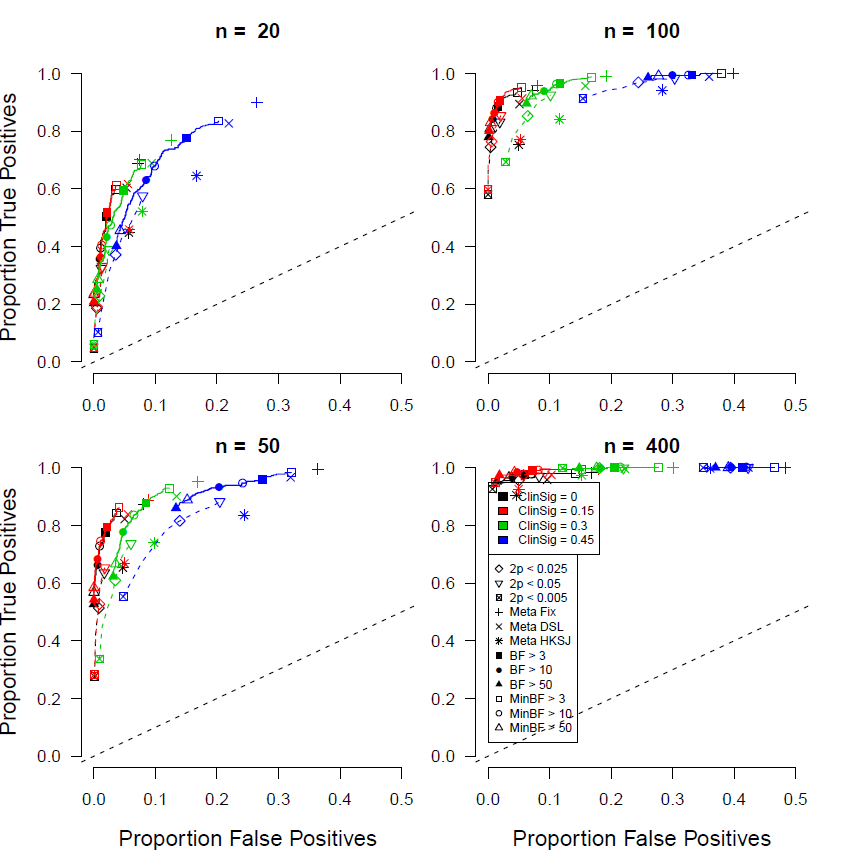 n = 20
n = 100
Proportion True Positives
1.0
0.8
0.6
0.4
0.2
0.0
0.0 0.1 0.2 0.3 0.4 0.5
1.0
0.8
0.6
0.4
0.2
0.0
0.0 0.1 0.2 0.3 0.4 0.5
n = 50
n = 400
Proportion True Positives
1.0
0.8
0.6
0.4
0.2
0.0
0.0 0.1 0.2 0.3 0.4 0.5
Proportion False Positives
1.0
0.8
0.6
0.4
0.2
0.0
ClinSig = 0
ClinSig = 0.15
ClinSig = 0.3
ClinSig = 0.45
2p < 0.025
2p < 0.05
2p < 0.005
Meta Fix
Meta DSL
Meta HKSJ
BF > 3
BF > 10
BF > 50
MinBF > 3
MinBF > 10
MinBF > 50
0.0 0.1 0.2 0.3 0.4 0.5
Proportion False Positives